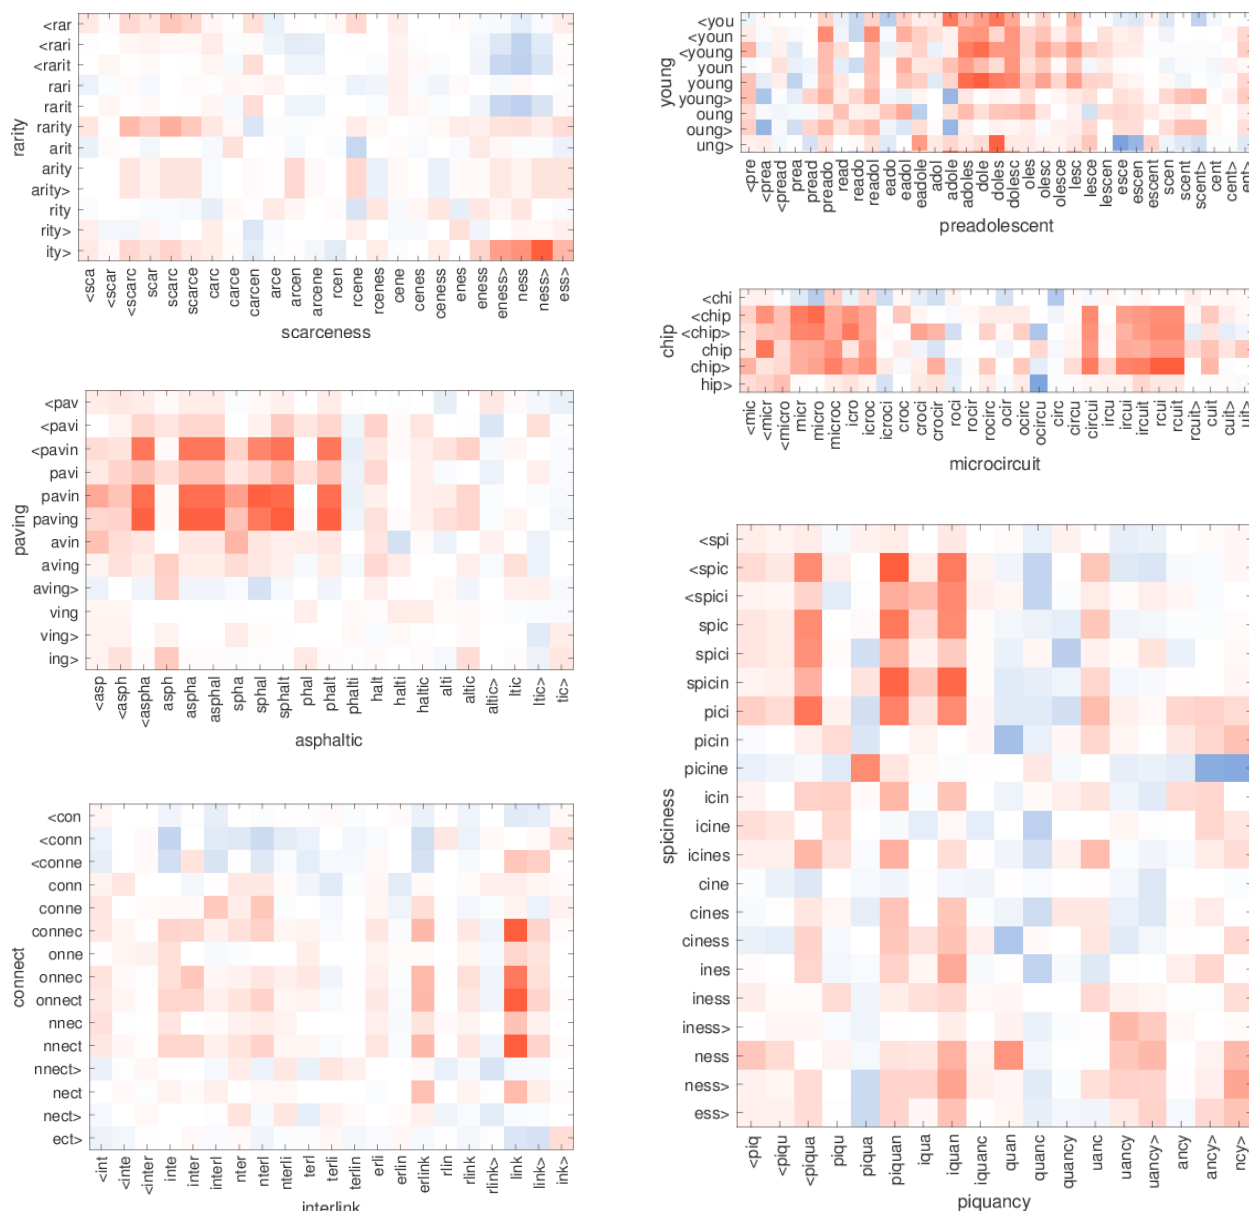 <rar
<rari
<rarit
rari
rarit
rarity
arit
arity
arity>
rity
rity>
ity>
rarity
<sca <scar <scarc scar scarc scarce carc carce carcen arce arcen arcene rcen rcene rcenes cene cenes ceness enes eness eness> ness ness> ess>
scarceness
<you
<youn
<young
youn
young
young>
oung
oung>
ung>
young
<pre <prea <pread prea pread preado read reado readol eado eadol eadole adol adole adoles dole doles dolesc oles olesc olesce lesc lesce lescen esce escen escent scen scent scent> cent cent> ent>
preadolescent
<chi
<chip
<chip>
chip
chip>
hip>
chip
<mic <micr <micro micr micro microc icro icroc icroci croc croci crocir roci rocir rocirc ocir ocirc ocircu circ circu circui ircu ircui ircuit rcui rcuit rcuit> cuit cuit> uit>
microcircuit
<pav
<pavi
<pavin
pavi
pavin
paving
avin
aving
aving>
ving
ving>
ing>
paving
<asp <asph <aspha asph aspha asphal spha sphal sphalt phal phalt phalti halt halti haltic alti altic altic> ltic ltic> tic>
asphaltic
<spi
<spic
<spici
spic
spici
spicin
pici
picin
picine
icin
icine
icines
cine
cines
ciness
ines
iness
iness>
ness
ness>
ess>
spiciness
<piq <piqu <piqua piqu piqua piquan iqua iquan iquanc quan quanc quancy uanc uancy uancy> ancy ancy> ncy>
piquancy
<con
<conn
<conne
conn
conne
connec
onne
onnec
onnect
nnec
nnect
nnect>
nect
nect>
ect>
connect
<int <inte <inter inte inter interl nter nterl nterli terl terli terlin erli erlin erlink rlin rlink rlink> link link> ink>
interlink